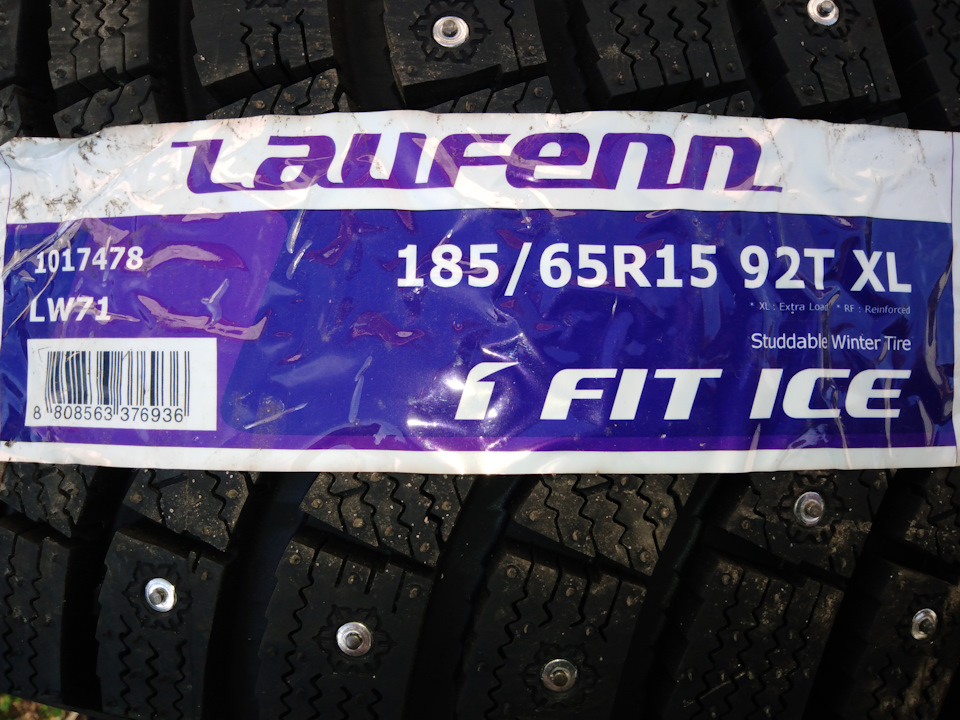 Laufenn
1017478
185/65R15 92T XL
* XL : Extra Load * RF : Reinforced
LW71
Studdable Winter Tire
i FIT ICE
8 808563 376936